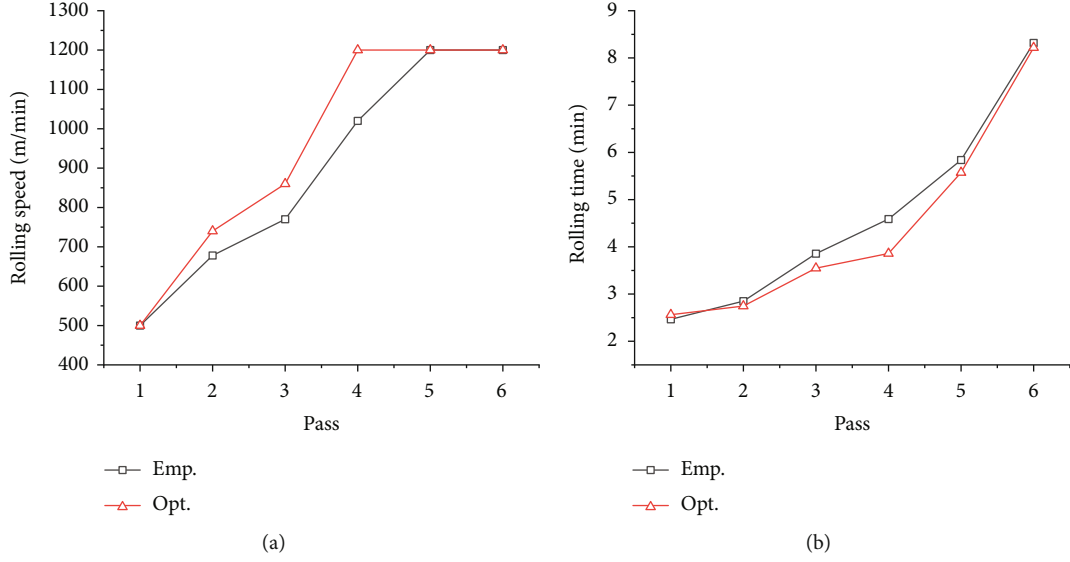 1300
1200
1100
1000
900
800
700
600
500
400
Rolling speed (m/min)
1 2 3 4 5 6
Pass
Emp.
Opt.
(a)
9
8
7
6
5
4
3
2
Rolling time (min)
1 2 3 4 5 6
Pass
Emp.
Opt.
(b)